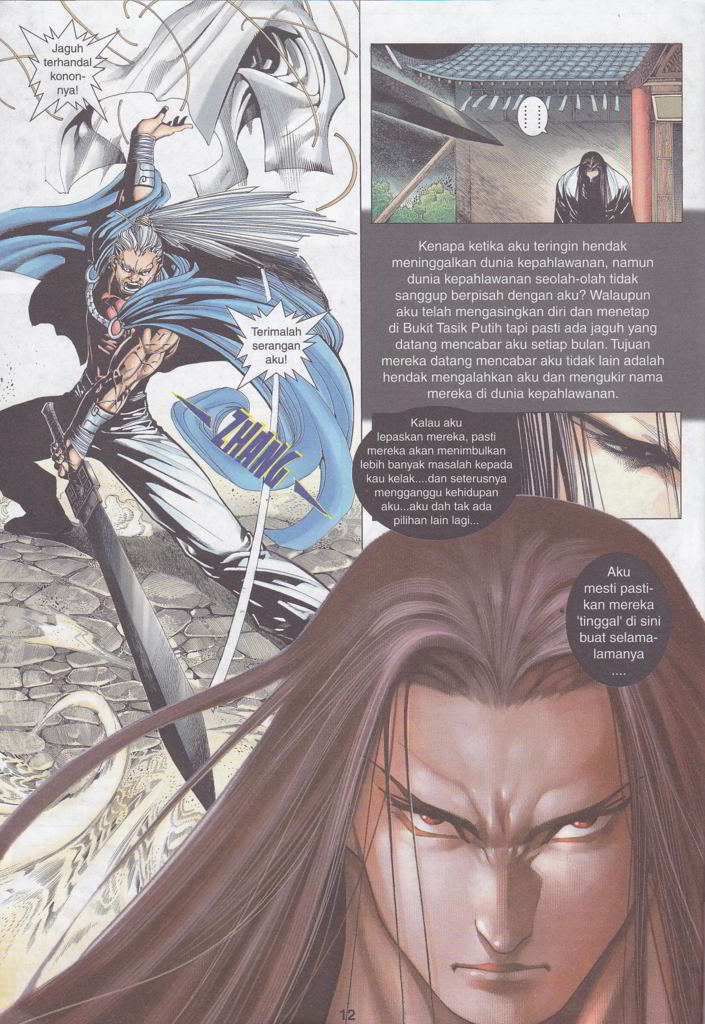 Jaguh
terhandal
konon-
nya!
Terimalah
serangan
aku!
ZHANG
.....
Kenapa ketika aku teringin hendak
meninggalkan dunia kepahlawanan, namun
dunia kepahlawanan seolah-olah tidak
sanggup berpisah dengan aku? Walaupun
aku telah mengasingkan diri dan menetap
di Bukit Tasik Putih tapi pasti ada jaguh yang
datang mencabar aku setiap bulan. Tujuan
mereka datang mencabar aku tidak lain adalah
hendak mengalahkan aku dan mengukir nama
mereka di dunia kepahlawanan.
Kalau aku
lepaskan mereka, pasti
mereka akan menimbulkan
lebih banyak masalah kepada
kau kelak....dan seterusnya
mengganggu kehidupan
aku...aku dah tak ada
pilihan lain lagi...
Aku
mesti pasti-
kan mereka
'tinggal' di sini
buat selama-
lamanya
....
12